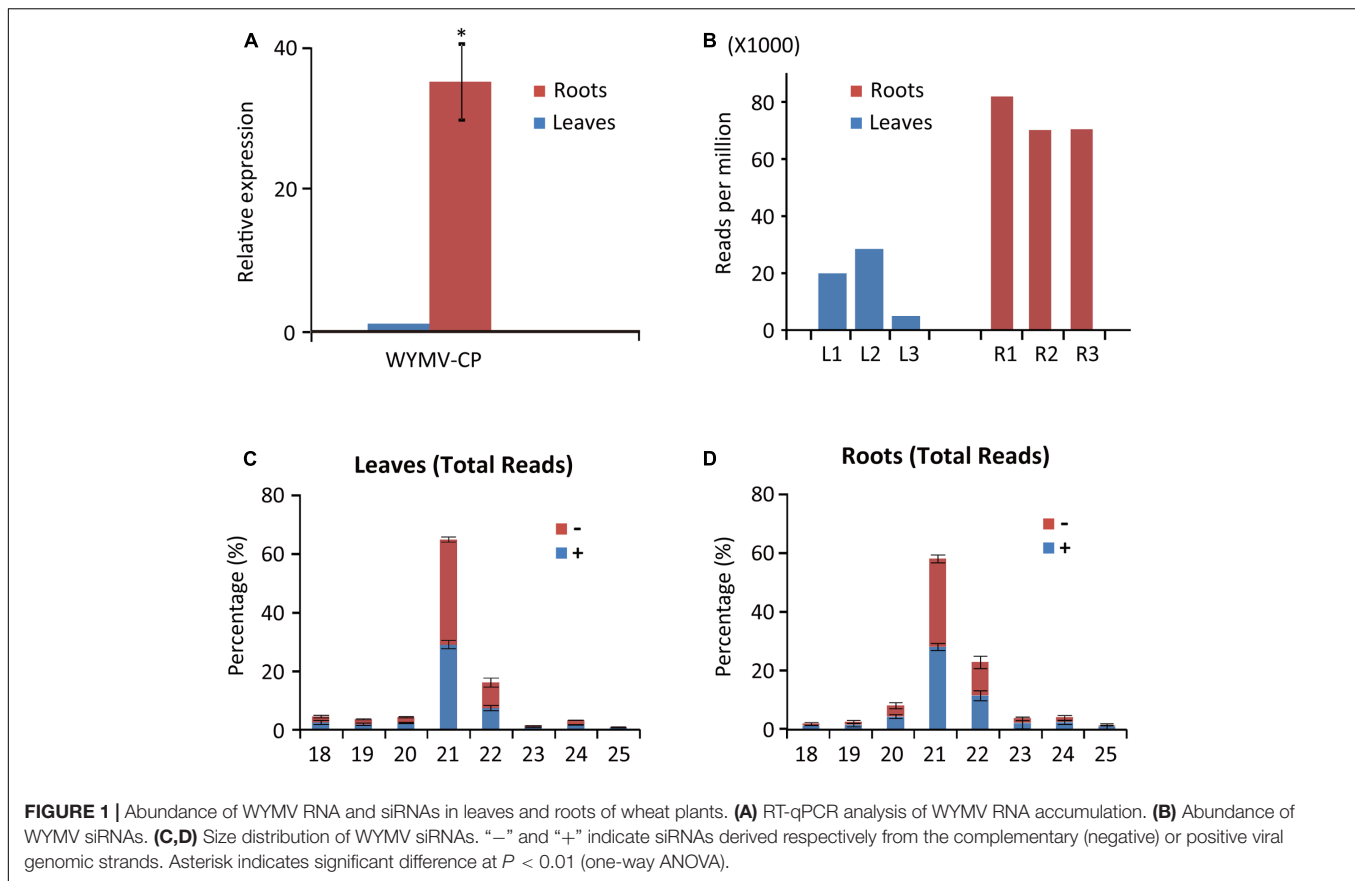 A
40
20
0
Relative expression
*
Roots
Leaves
WYMV-CP
B (X1000)
80
60
40
20
0
Reads per million
Roots
Leaves
L1 L2 L3 R1 R2 R3
C Leaves (Total Reads)
80
60
40
20
0
Percentage (%)
-
+
18 19 20 21 22 23 24 25
D Roots (Total Reads)
80
60
40
20
0
Percentage (%)
-
+
18 19 20 21 22 23 24 25
FIGURE 1 | Abundance of WYMV RNA and siRNAs in leaves and roots of wheat plants. (A) RT-qPCR analysis of WYMV RNA accumulation. (B) Abundance of
WYMV siRNAs. (C,D) Size distribution of WYMV siRNAs. “−” and “+” indicate siRNAs derived respectively from the complementary (negative) or positive viral
genomic strands. Asterisk indicates significant difference at P < 0.01 (one-way ANOVA).